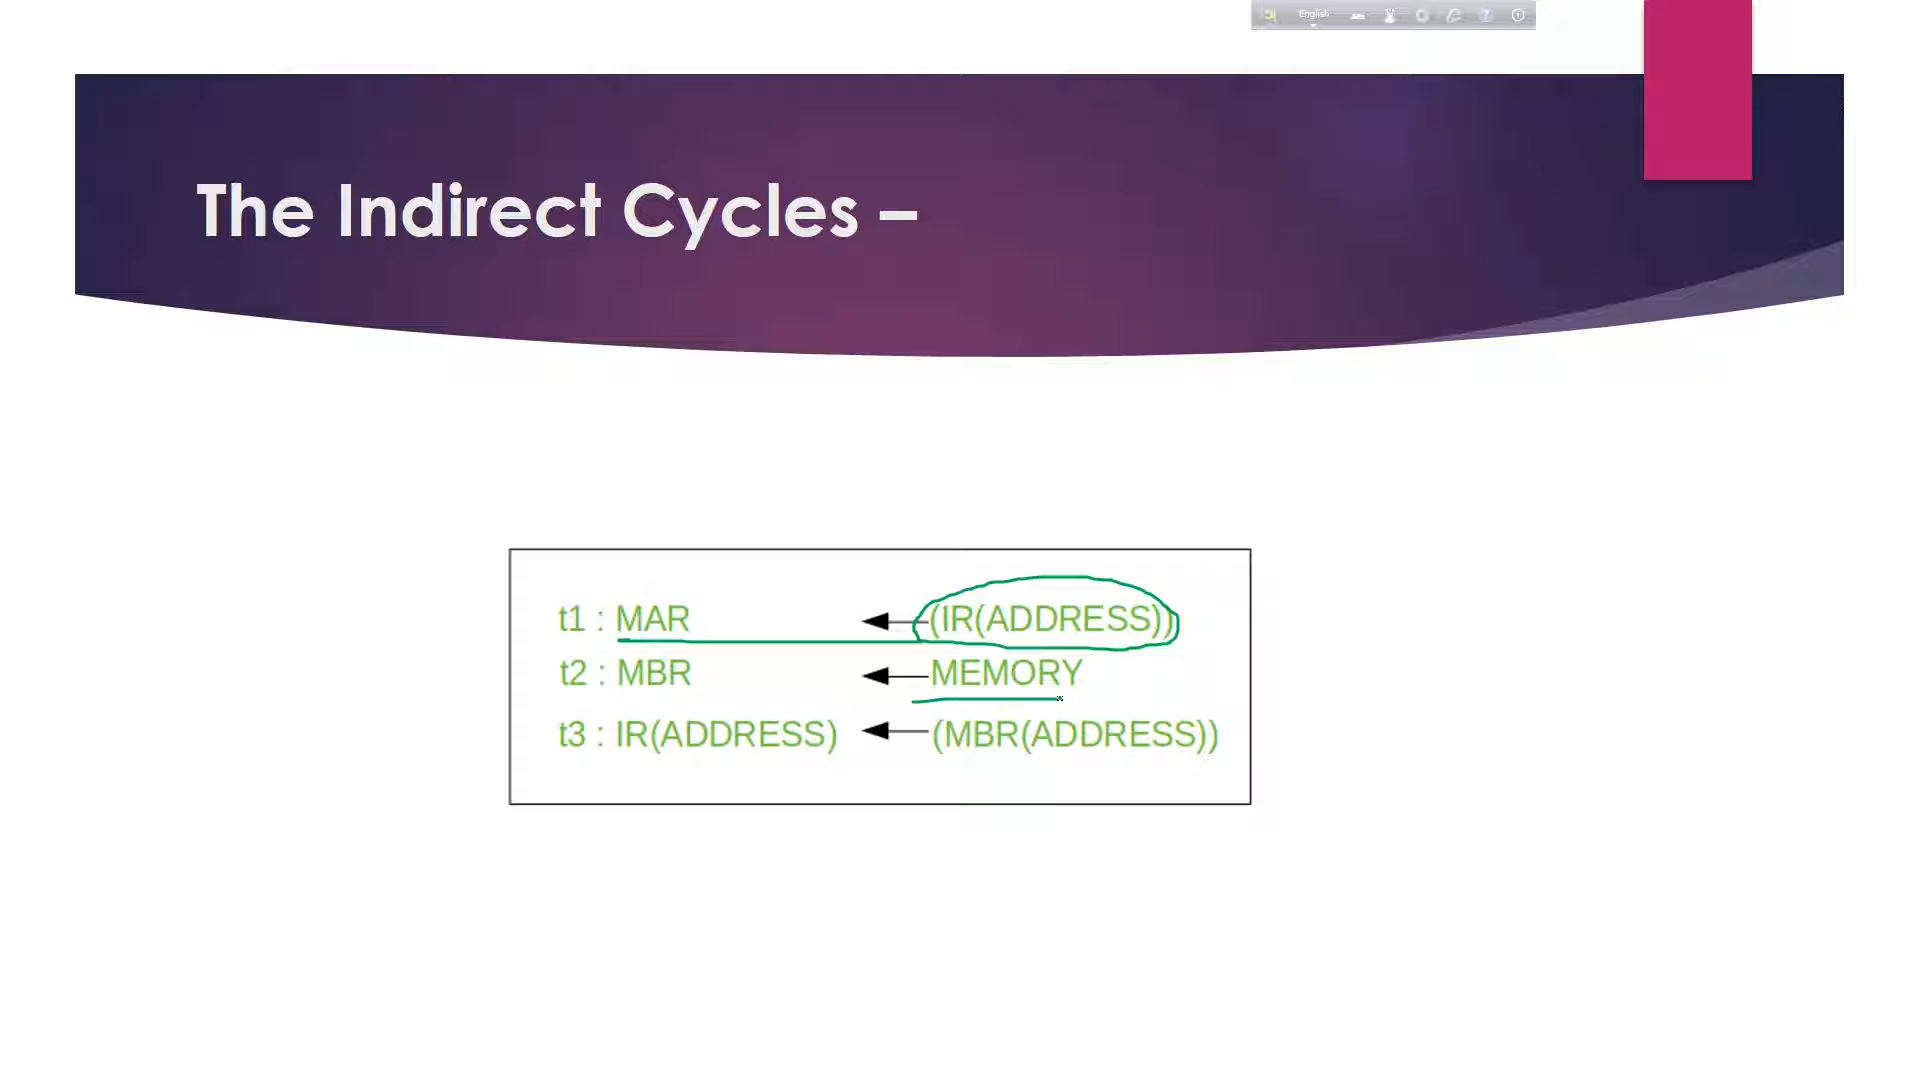 English
The Indirect Cycles –
t1 : MAR (IR(ADDRESS))
t2 : MBR MEMORY
t3 : IR(ADDRESS) (MBR(ADDRESS))